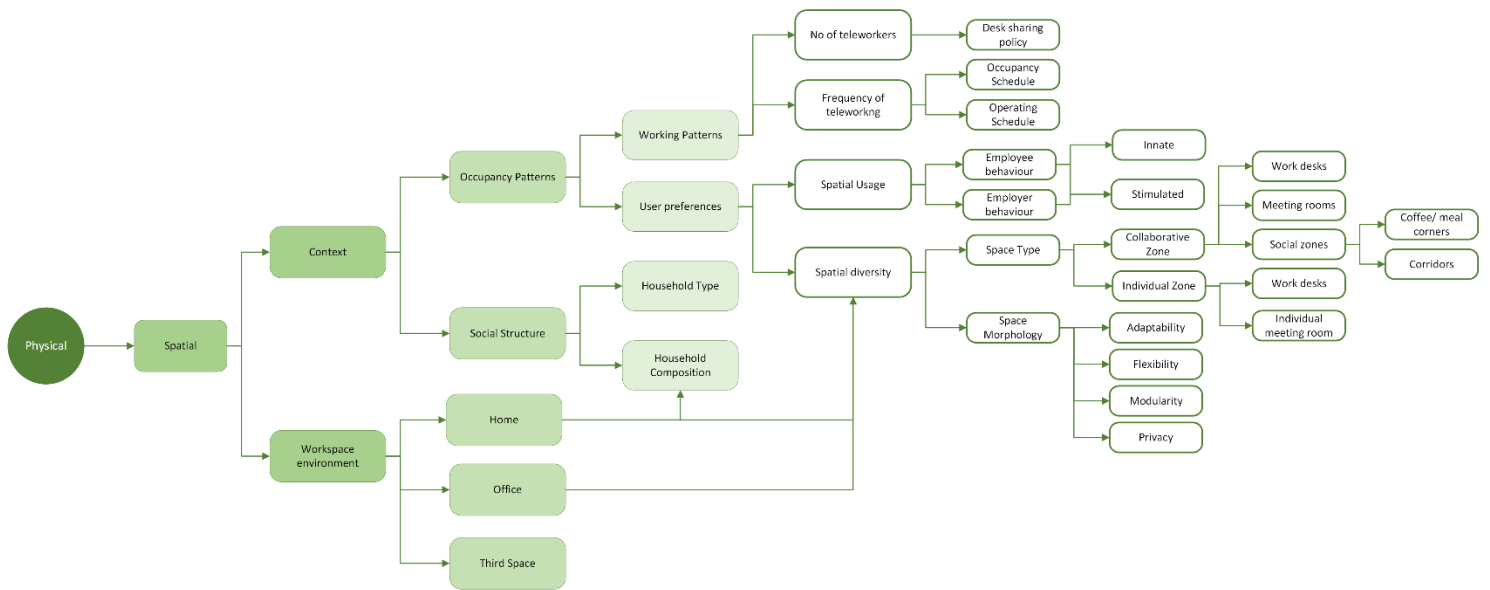 Physical
Spatial
Context
Workspace
environment
Occupancy Patterns
Social Structure
Home
Office
Third Space
Working Patterns
User preferences
Household Type
Household
Composition
No of teleworkers
Frequency of
teleworkng
Spatial Usage
Spatial diversity
Desk sharing
policy
Occupancy
Schedule
Operating
Schedule
Employee
behaviour
Employer
behaviour
Space Type
Space
Morphology
Innate
Stimulated
Collaborative
Zone
Individual Zone
Adaptability
Flexibility
Modularity
Privacy
Work desks
Meeting rooms
Social zones
Work desks
Individual
meeting room
Coffee/ meal
corners
Corridors